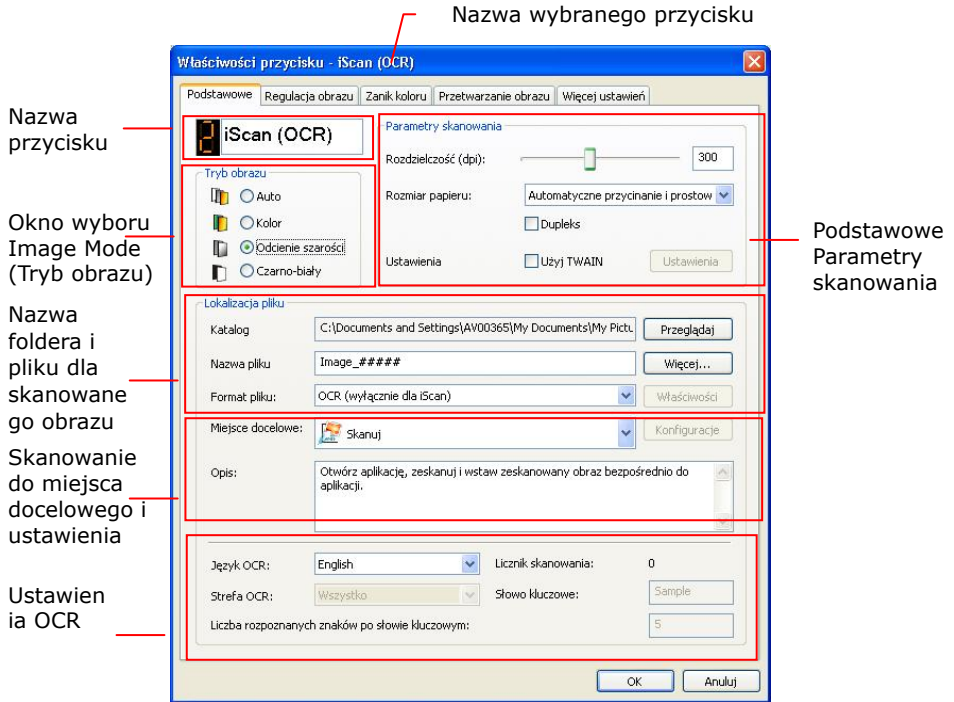 Nazwa wybranego przycisku
Właściwości przycisku - iScan (OCR)
Podstawowe Regulacja obrazu Zanik koloru Przetwarzanie obrazu Więcej ustawień
Nazwa
przycisku
2 iScan (OCR)
Tryb obrazu
Auto
Kolor
Odcienie szarości
Czarno-biały
Okno wyboru
Image Mode
(Tryb obrazu)
Parametry skanowania
Rozdzielczość (dpi): 300
Rozmiar papieru: Automatyczne przycinanie i prostow
Dupleks
Ustawienia Użyj TWAIN Ustawienia
Podstawowe
Parametry
skanowania
Nazwa
foldera i
pliku dla
skanowane
go obrazu
Lokalizacja pliku
Katalog C:\Documents and Settings\AV00365\My Documents\My Pictu Przeglądaj
Nazwa pliku Image_##### Więcej...
Format pliku: OCR (wyłącznie dla iScan) Właściwości
Skanowanie
do miejsca
docelowego i
ustawienia
Miejsce docelowe: Skanuj Konfiguracje
Opis: Otwórz aplikację, zeskanuj i wstaw zeskanowany obraz bezpośrednio do
aplikacji.
Ustawien
ia OCR
Język OCR: English Licznik skanowania: 0
Strefa OCR: Wszystko Słowo kluczowe: Sample
Liczba rozpoznanych znaków po słowie kluczowym: 5
OK Anuluj